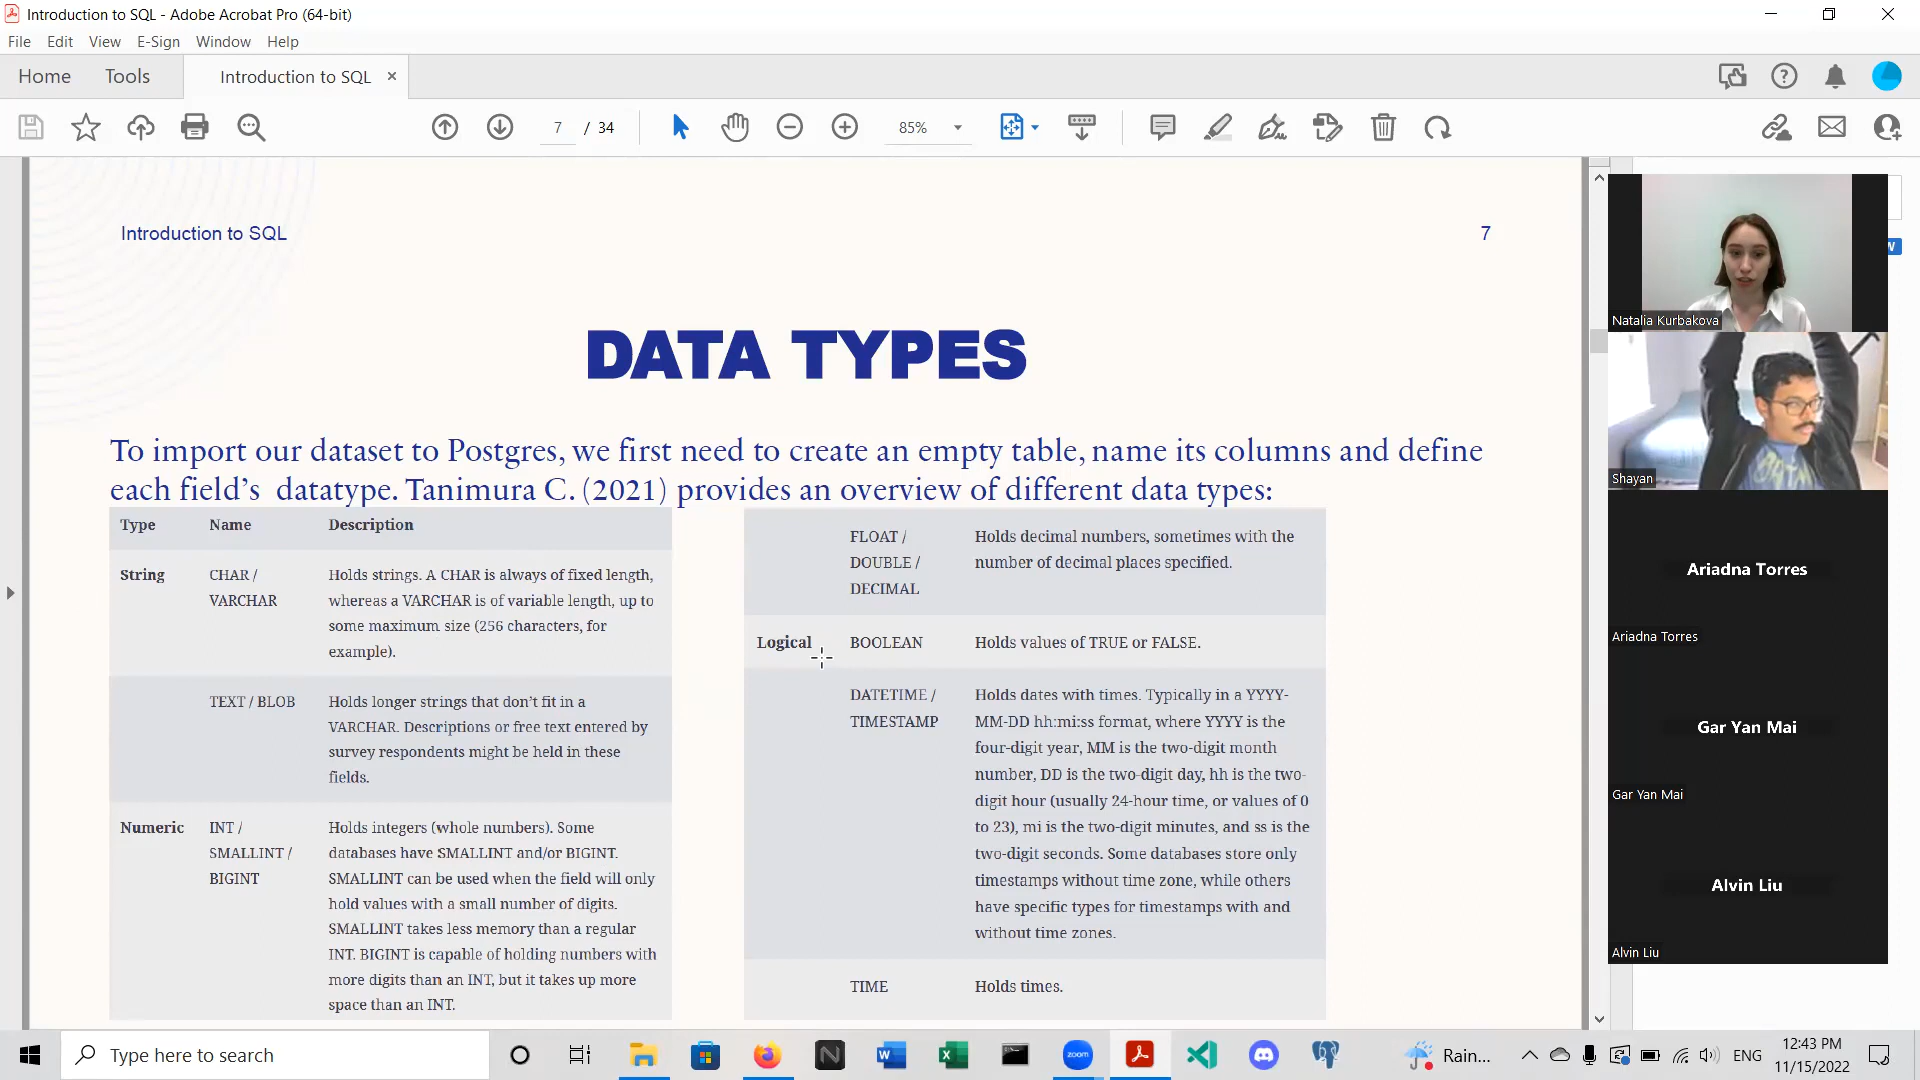 Introduction to SQL - Adobe Acrobat Pro (64-bit)
File Edit View E-Sign Window Help
Home Tools Introduction to SQL ×
7 / 34 85%
Introduction to SQL 7
DATA TYPES
To import our dataset to Postgres, we first need to create an empty table, name its columns and define
each field's datatype. Tanimura C. (2021) provides an overview of different data types:
Type Name Description
String CHAR / Holds strings. A CHAR is always of fixed length,
VARCHAR whereas a VARCHAR is of variable length, up to
some maximum size (256 characters, for
example).
TEXT / BLOB Holds longer strings that don't fit in a
VARCHAR. Descriptions or free text entered by
survey respondents might be held in these
fields.
Numeric INT / Holds integers (whole numbers). Some
SMALLINT / databases have SMALLINT and/or BIGINT.
BIGINT SMALLINT can be used when the field will only
hold values with a small number of digits.
SMALLINT takes less memory than a regular
INT. BIGINT is capable of holding numbers with
more digits than an INT, but it takes up more
space than an INT.
FLOAT / Holds decimal numbers, sometimes with the
DOUBLE / number of decimal places specified.
DECIMAL
Logical BOOLEAN Holds values of TRUE or FALSE.
DATETIME / Holds dates with times. Typically in a YYYY-
TIMESTAMP MM-DD hh:mi:ss format, where YYYY is the
four-digit year, MM is the two-digit month
number, DD is the two-digit day, hh is the two-
digit hour (usually 24-hour time, or values of 0
to 23), mi is the two-digit minutes, and ss is the
two-digit seconds. Some databases store only
timestamps without time zone, while others
have specific types for timestamps with and
without time zones.
TIME Holds times.
W
Natalia Kurbakova
Shayan
Ariadna Torres
Ariadna Torres
Gar Yan Mai
Gar Yan Mai
Alvin Liu
Alvin Liu
Type here to search
zoom
Rain...
ENG
12:43 PM
11/15/2022